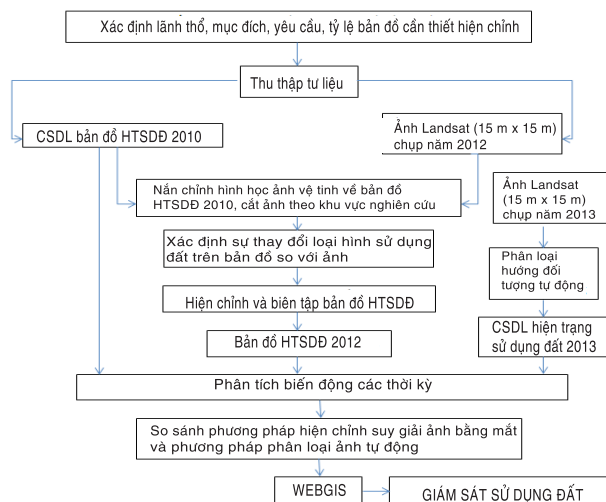 Xác định lãnh thổ, mục đích, yêu cầu, tỷ lệ bản đồ cần thiết hiện chỉnh
Thu thập tư liệu
CSDL bản đồ HTSDĐ 2010
Ảnh Landsat (15 m x 15 m)
chụp năm 2012
Nắn chỉnh hình học ảnh vệ tinh về bản đồ
HTSDĐ 2010, cắt ảnh theo khu vực nghiên cứu
Ảnh Landsat
(15 m x 15 m)
chụp năm 2013
Xác định sự thay đổi loại hình sử dụng
đất trên bản đồ so với ảnh
Phân loại
hướng đối
tượng tự động
Hiện chỉnh và biên tập bản đồ HTSDĐ
Bản đồ HTSDĐ 2012
CSDL hiện trạng
sử dụng đất 2013
Phân tích biến động các thời kỳ
So sánh phương pháp hiện chỉnh suy giải ảnh bằng mắt
và phương pháp phân loại ảnh tự động
WEBGIS
GIÁM SÁT SỬ DỤNG ĐẤT